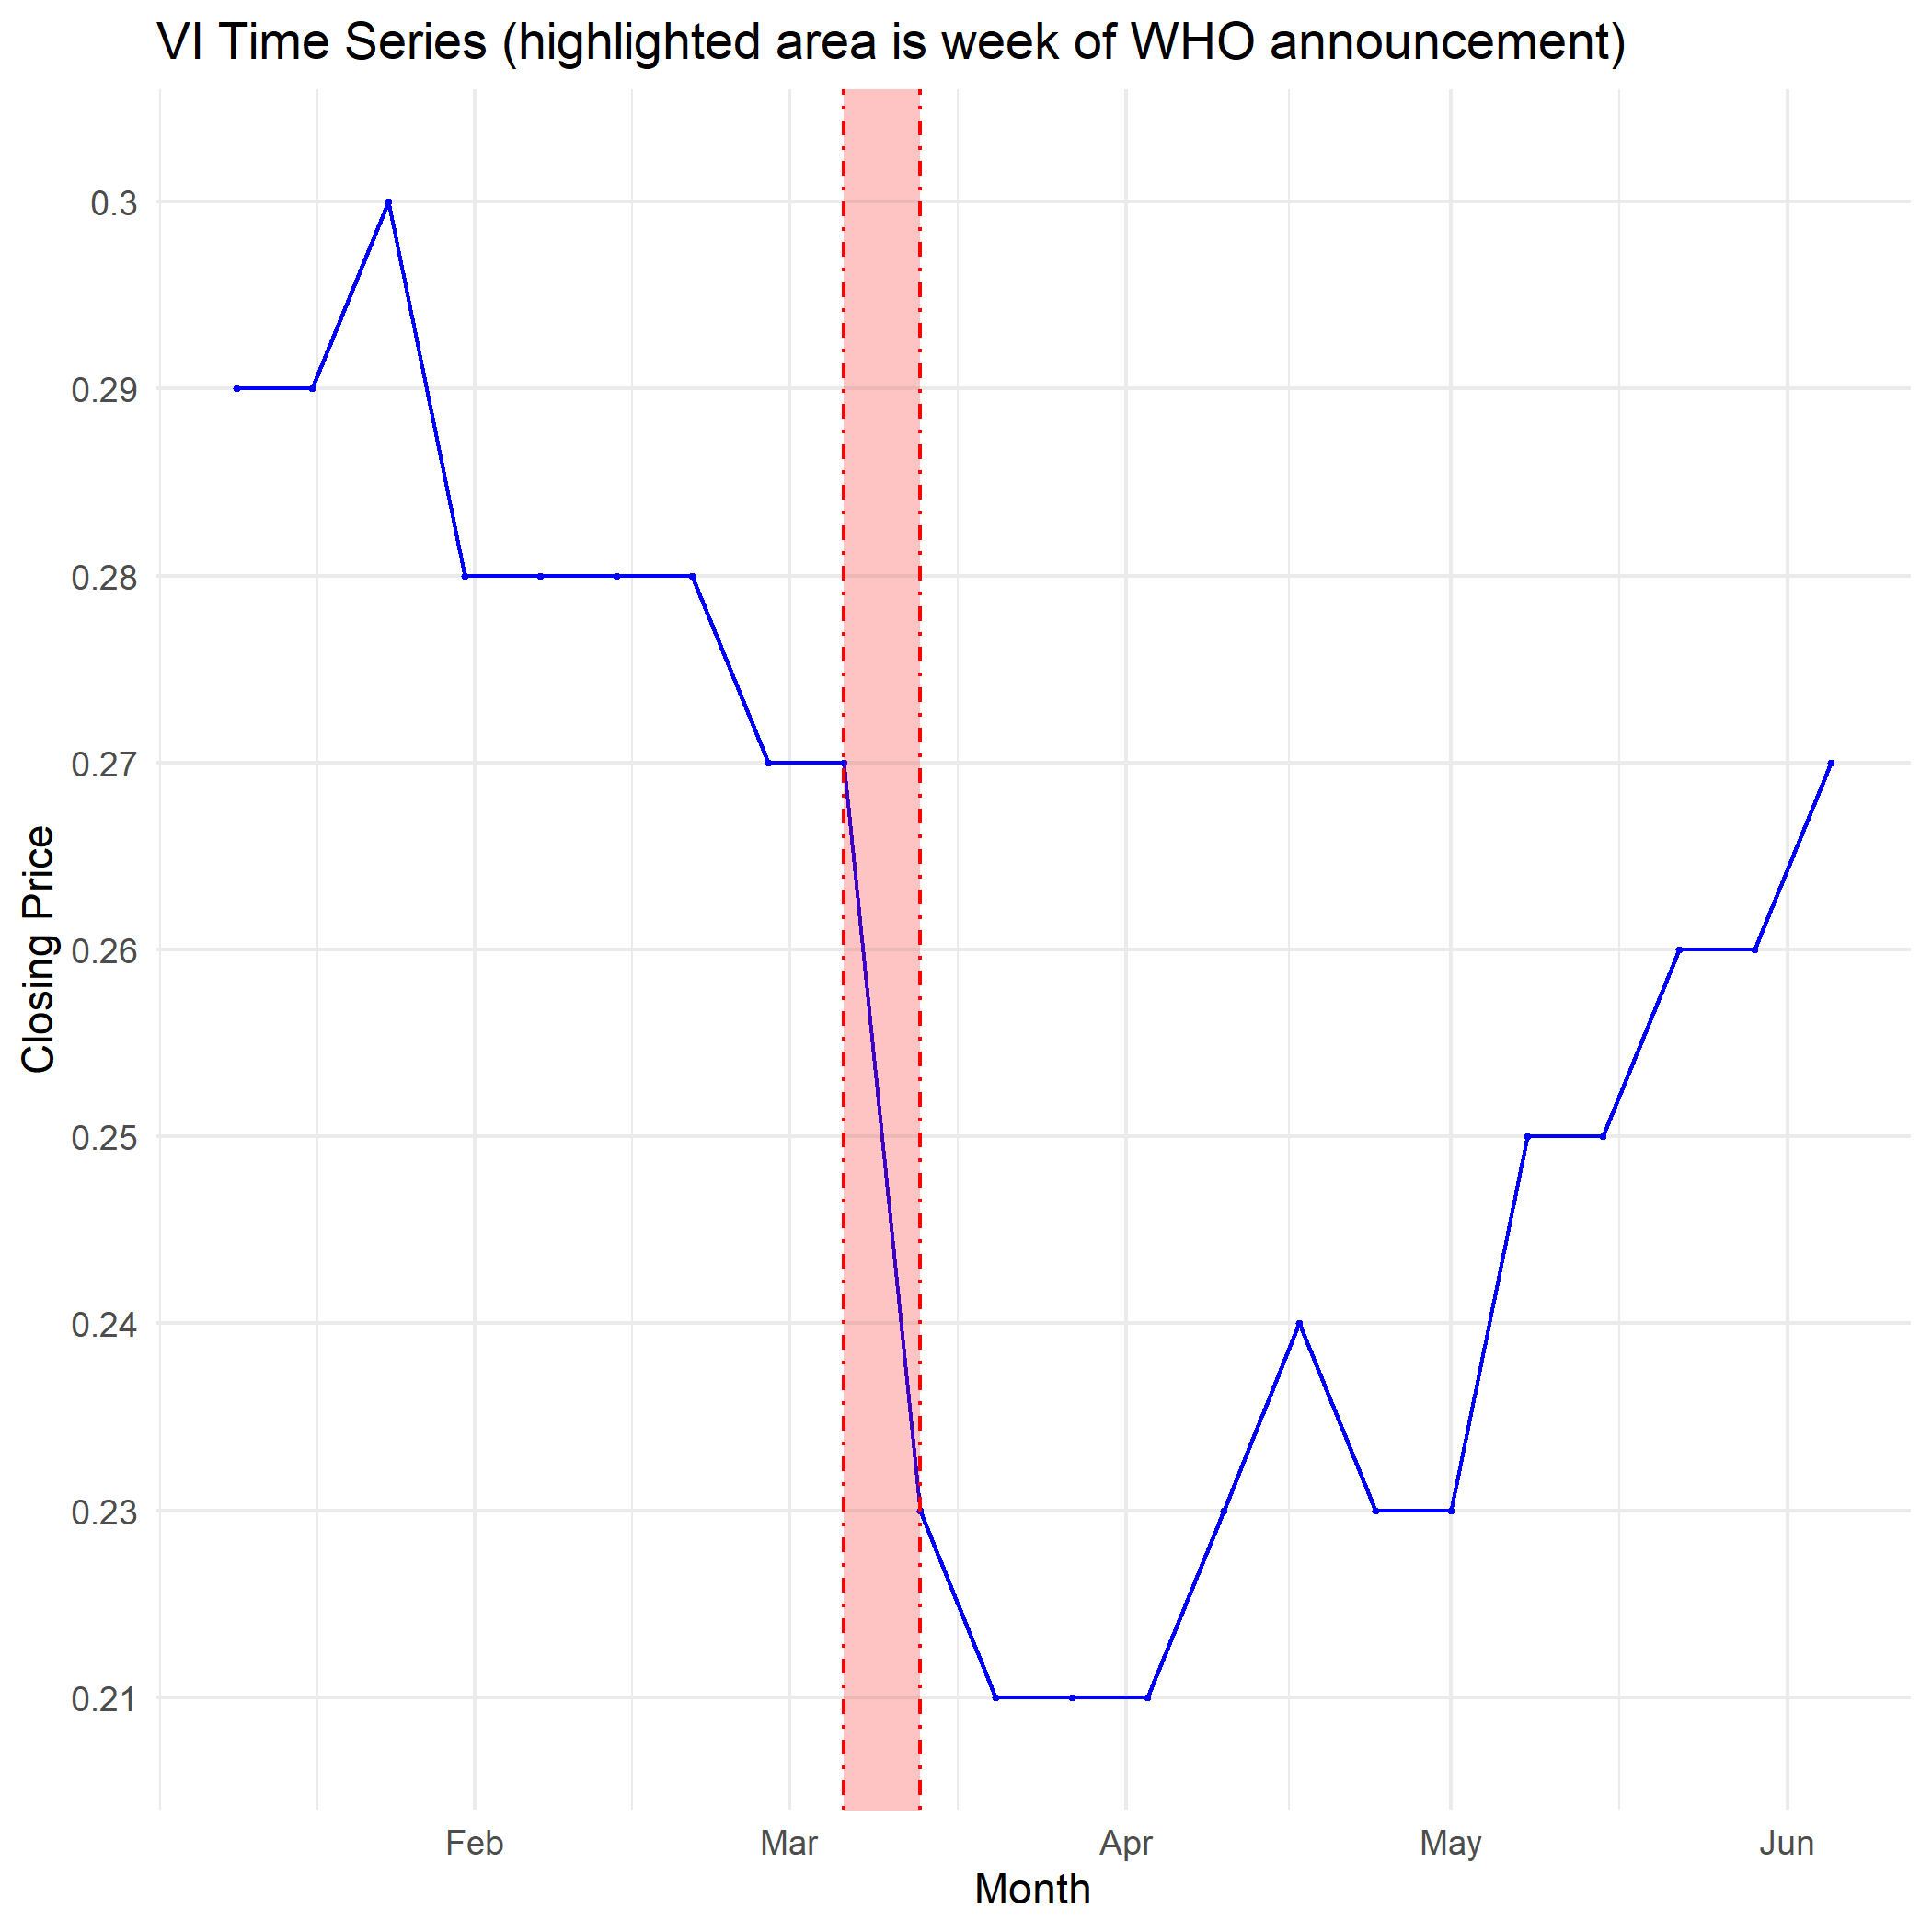 VI Time Series (highlighted area is week of WHO announcement)
0.3
0.29
0.28
0.27
0.26
0.25
0.24
0.23
0.21
Closing Price
Feb Mar Apr May Jun
Month